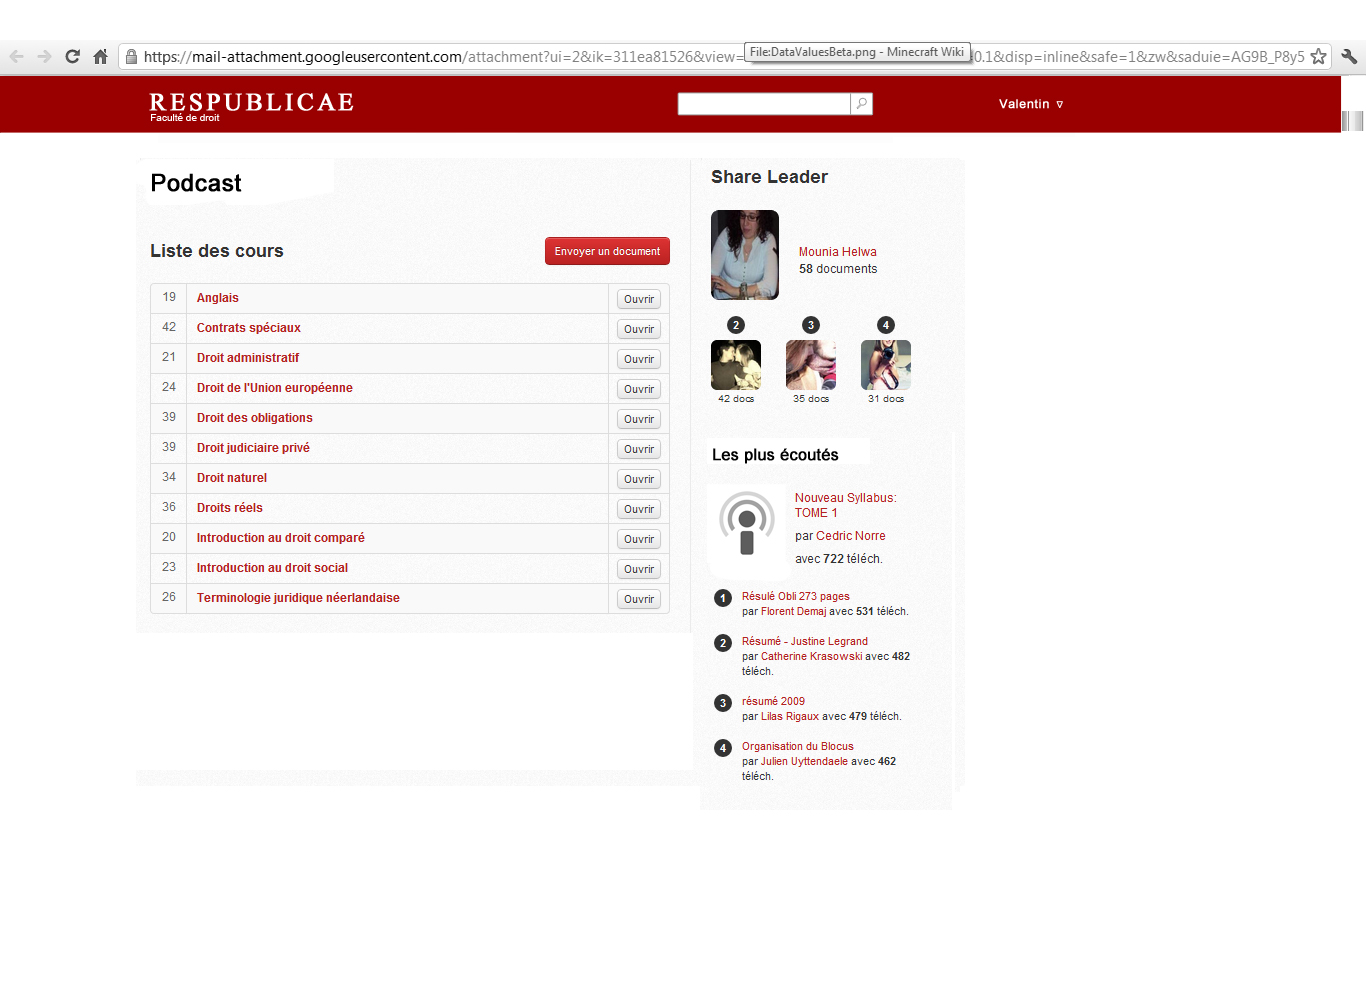 https://mail-attachment.googleusercontent.com/attachment?ui=2&ik=311ea81526&view= File:DataValuesBeta.png - Minecraft Wiki 0.1&disp=inline&safe=1&zw&saduie=AG9B_P8y5
RESPUBLICAE
Faculté de droit
Valentin
Podcast
Liste des cours
Envoyer un document
19 Anglais Ouvrir
42 Contrats spéciaux Ouvrir
21 Droit administratif Ouvrir
24 Droit de l'Union européenne Ouvrir
39 Droit des obligations Ouvrir
39 Droit judiciaire privé Ouvrir
34 Droit naturel Ouvrir
36 Droits réels Ouvrir
20 Introduction au droit comparé Ouvrir
23 Introduction au droit social Ouvrir
26 Terminologie juridique néerlandaise Ouvrir
Share Leader
Mounia Helwa
58 documents
2 3 4
42 docs 35 docs 31 docs
Les plus écoutés
Nouveau Syllabus:
TOME 1
par Cedric Norre
avec 722 téléch.
1 Résulé Obli 273 pages
par Florent Demaj avec 531 téléch.
2 Résumé - Justine Legrand
par Catherine Krasowski avec 482
téléch.
3 résumé 2009
par Lilas Rigaux avec 479 téléch.
4 Organisation du Blocus
par Julien Uyttendaele avec 462
téléch.